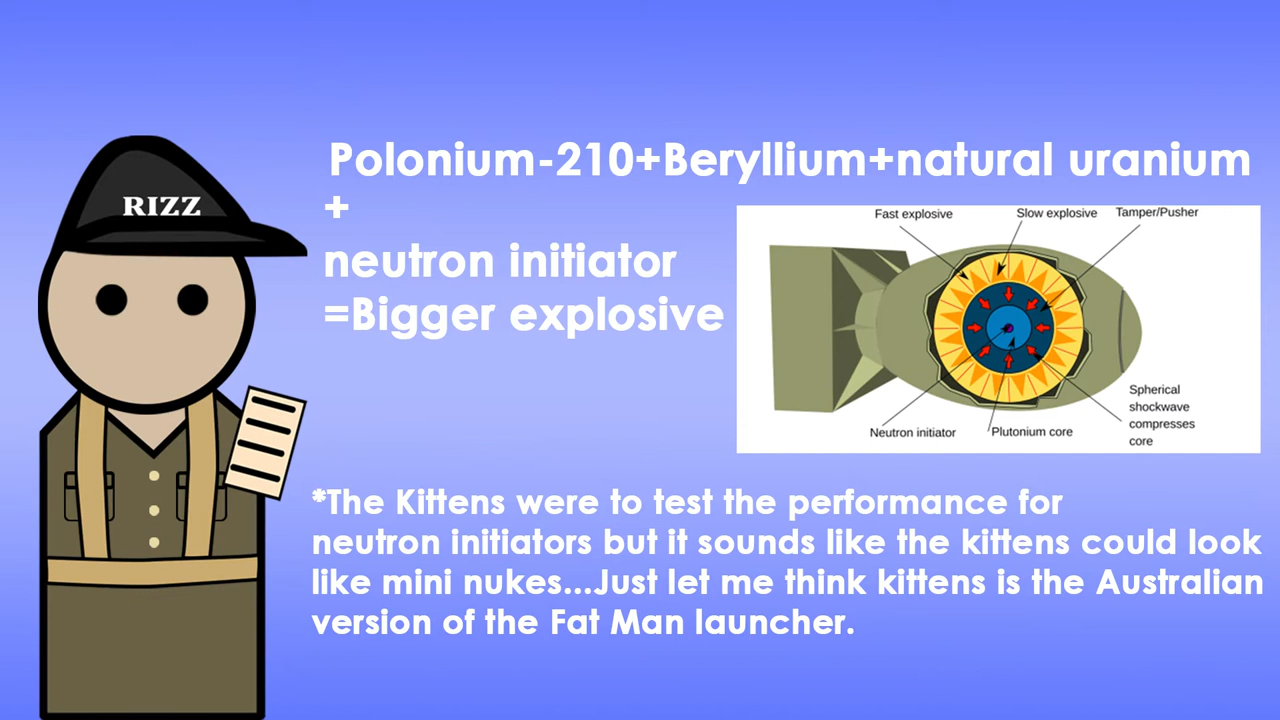 Polonium-210+Beryllium+natural uranium
+
neutron initiator
=Bigger explosive
RIZZ
Fast explosive
Slow explosive
Tamper/Pusher
Neutron initiator
Plutonium core
Spherical
shockwave
compresses
core
*The Kittens were to test the performance for
neutron initiators but it sounds like the kittens could look
like mini nukes...Just let me think kittens is the Australian
version of the Fat Man launcher.